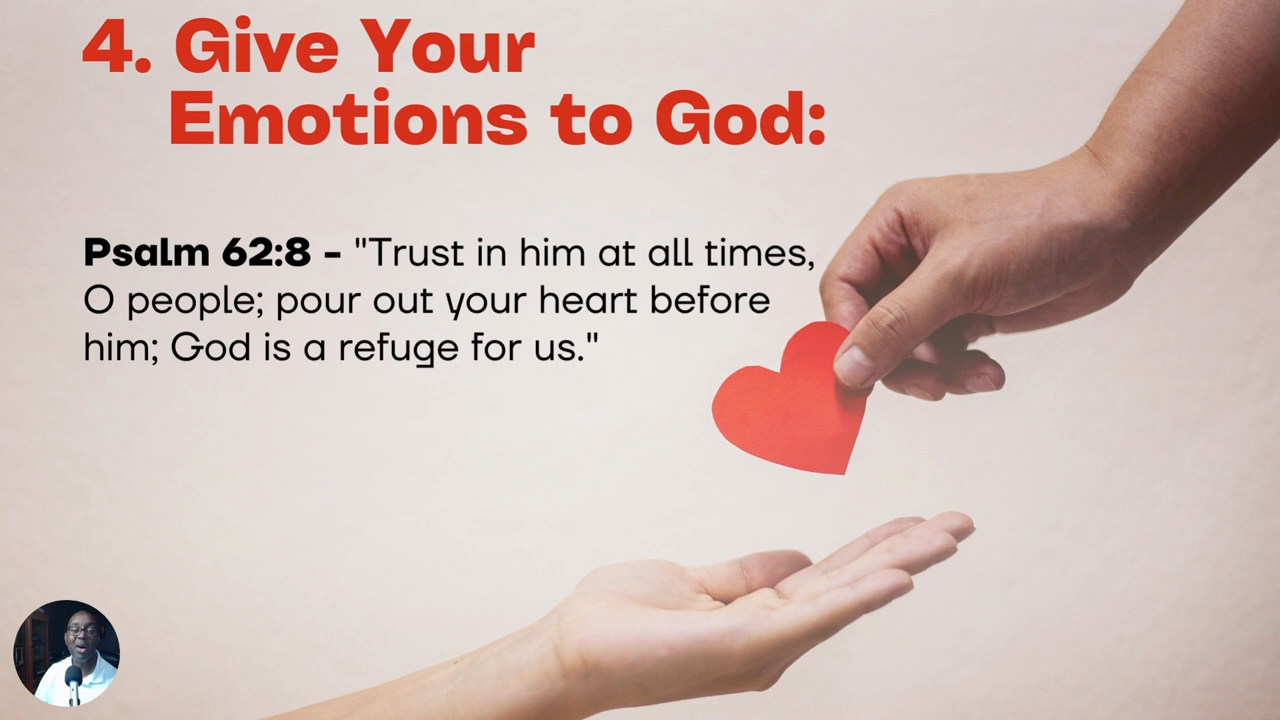 4. Give Your
Emotions to God:
Psalm 62:8 - "Trust in him at all times,
O people; pour out your heart before
him; God is a refuge for us."